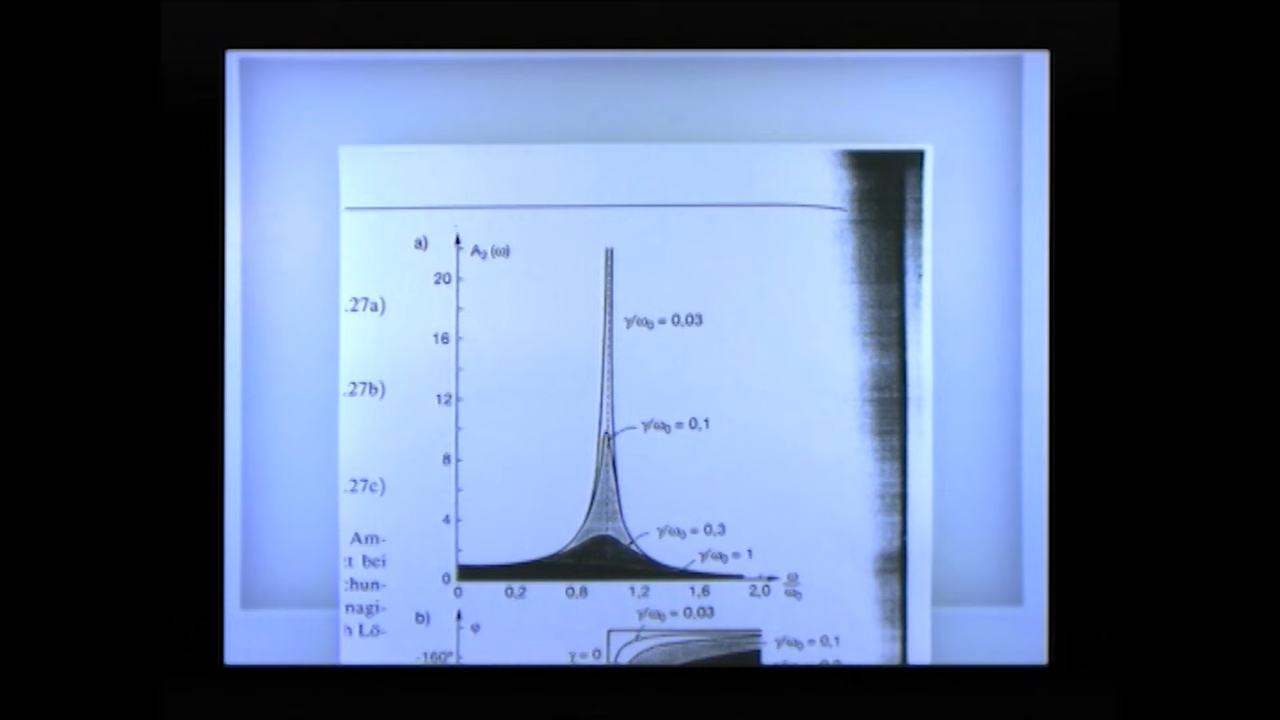 a)
A₂(ω)
20
.27a)
γ/ω₀ = 0,03
16
.27b)
12
γ/ω₀ = 0,1
8
.27c)
4
γ/ω₀ = 0,3
Am-
γ/ω₀ = 1
t bei
0
ω/ω₀
chun-
0 0,2 0,8 1,2 1,6 2,0
nagi-
b)
γ/ω₀ = 0,03
φ
h Lö-
γ/ω₀ = 0,1
-160°
γ = 0